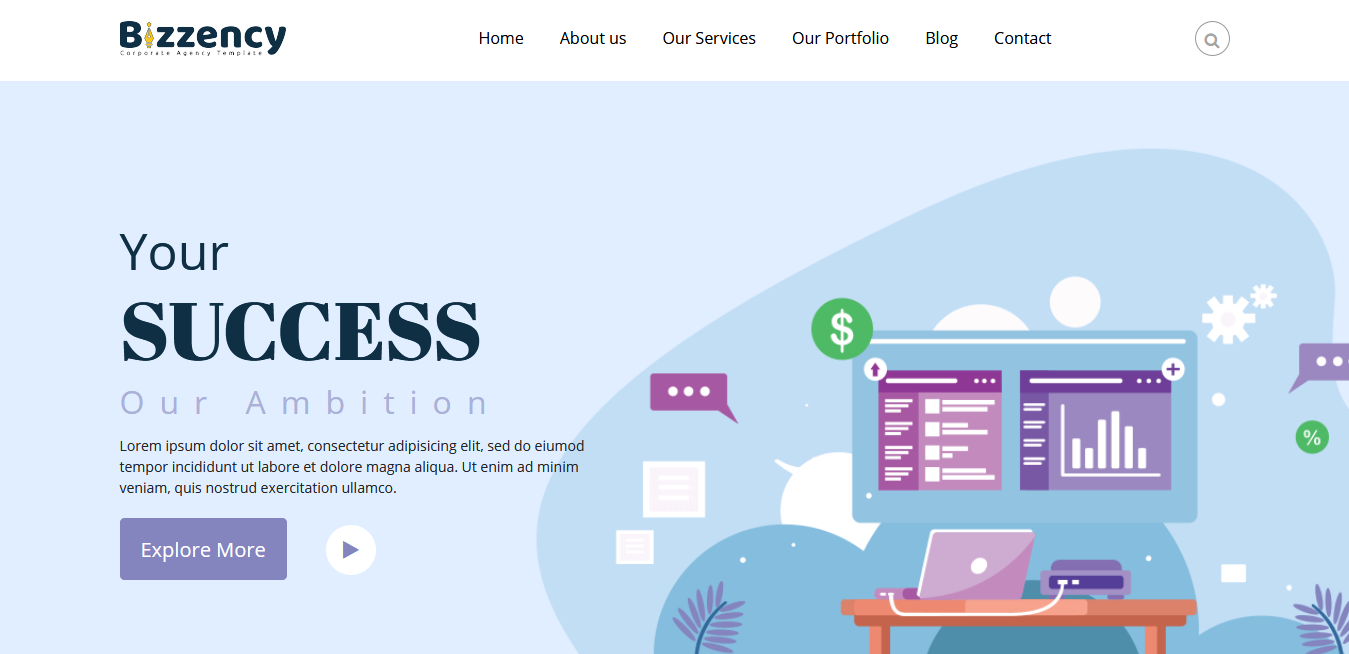 Bizzency
Corporate Agency Template
Home
About us
Our Services
Our Portfolio
Blog
Contact
Your
SUCCESS
Our Ambition
Lorem ipsum dolor sit amet, consectetur adipisicing elit, sed do eiumod
tempor incididunt ut labore et dolore magna aliqua. Ut enim ad minim
veniam, quis nostrud exercitation ullamco.
Explore More
$
%